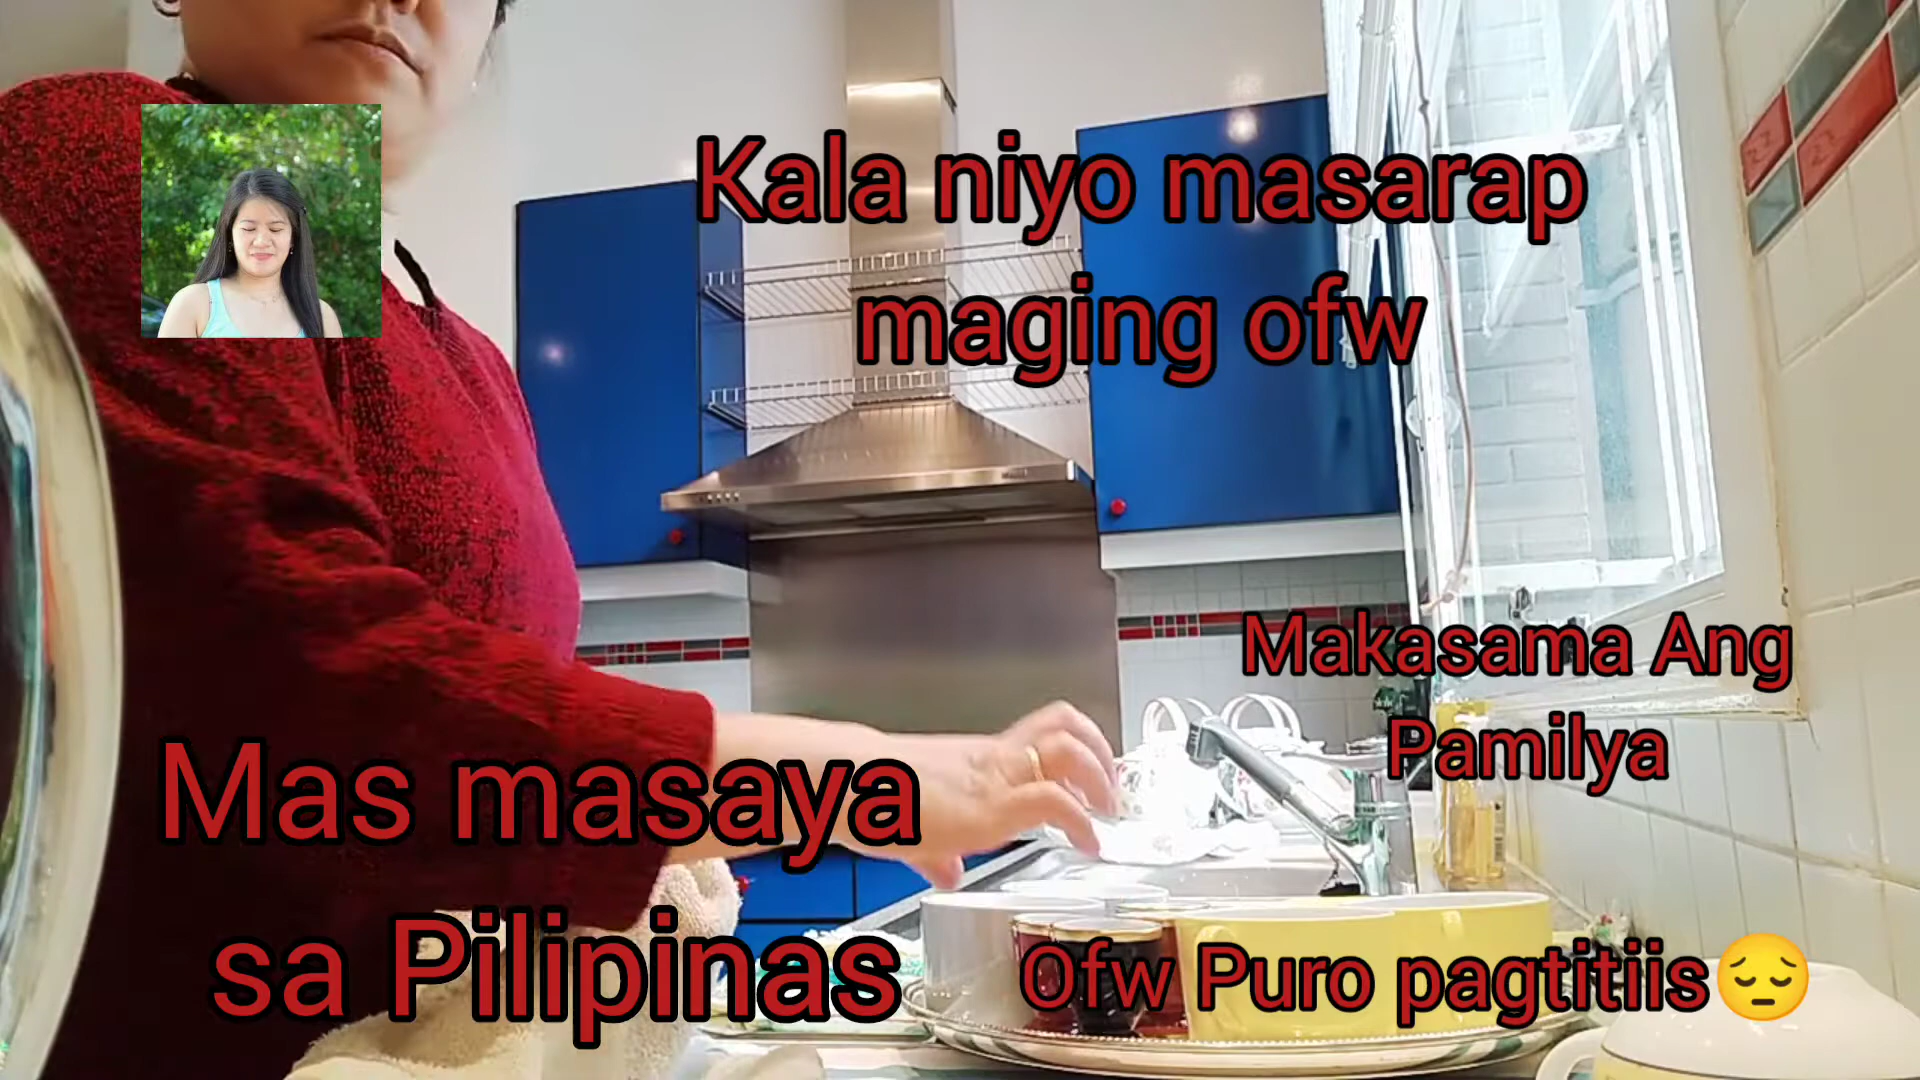 Kala niyo masarap
maging ofw
Makasama Ang
Pamilya
Mas masaya
sa Pilipinas
Ofw Puro pagtitiis😔